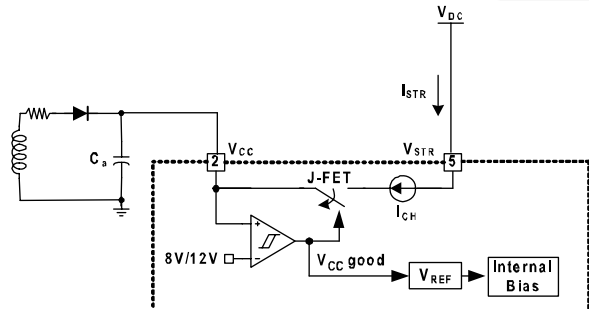 VDC
ISTR
Ca
2
VCC
VSTR
5
J-FET
ICH
+
8V/12V
−
VCC good
VREF
Internal
Bias